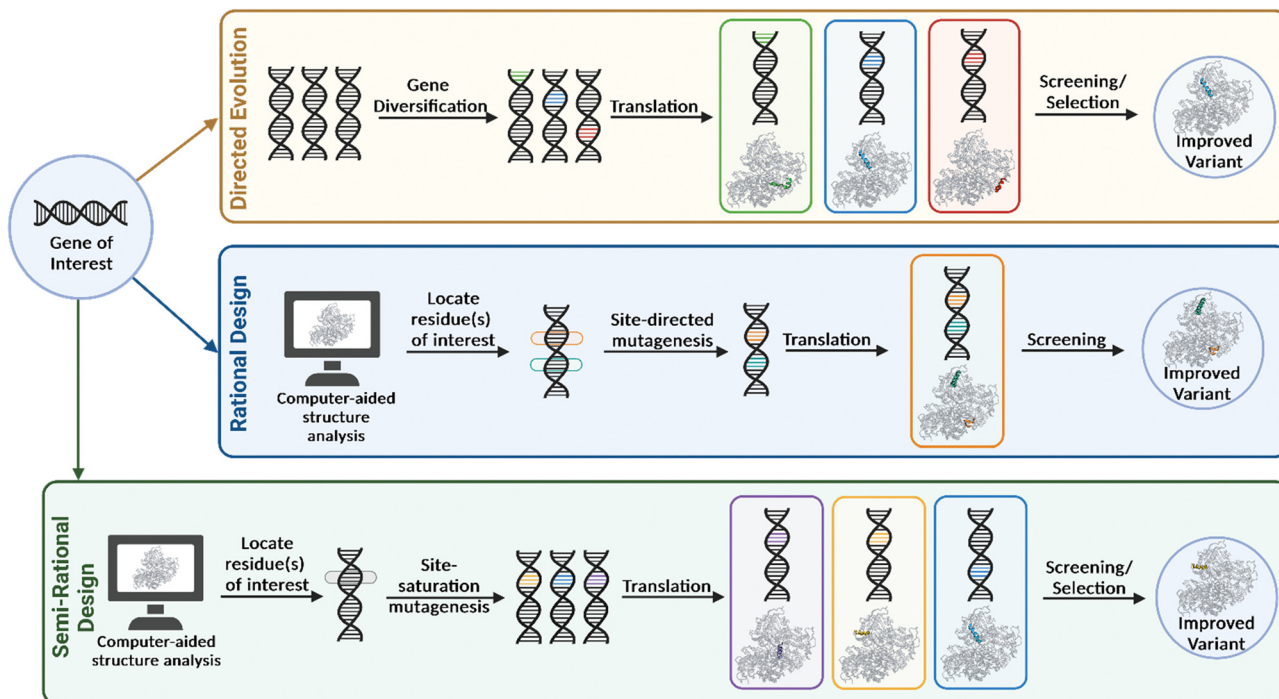 Gene of
Interest
Directed Evolution
Gene
Diversification
Translation
Screening/
Selection
Improved
Variant
Rational Design
Computer-aided
structure
analysis
Locate
residue(s)
of interest
Site-directed
mutagenesis
Translation
Screening
Improved
Variant
Semi-Rational
Design
Computer-aided
structure analysis
Locate
residue(s)
of interest
Site-
saturation
mutagenesis
Translation
Screening/
Selection
Improved
Variant